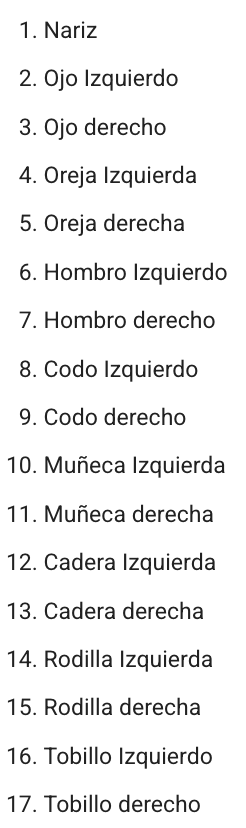 1. Nariz
2. Ojo Izquierdo
3. Ojo derecho
4. Oreja Izquierda
5. Oreja derecha
6. Hombro Izquierdo
7. Hombro derecho
8. Codo Izquierdo
9. Codo derecho
10. Muñeca Izquierda
11. Muñeca derecha
12. Cadera Izquierda
13. Cadera derecha
14. Rodilla Izquierda
15. Rodilla derecha
16. Tobillo Izquierdo
17. Tobillo derecho